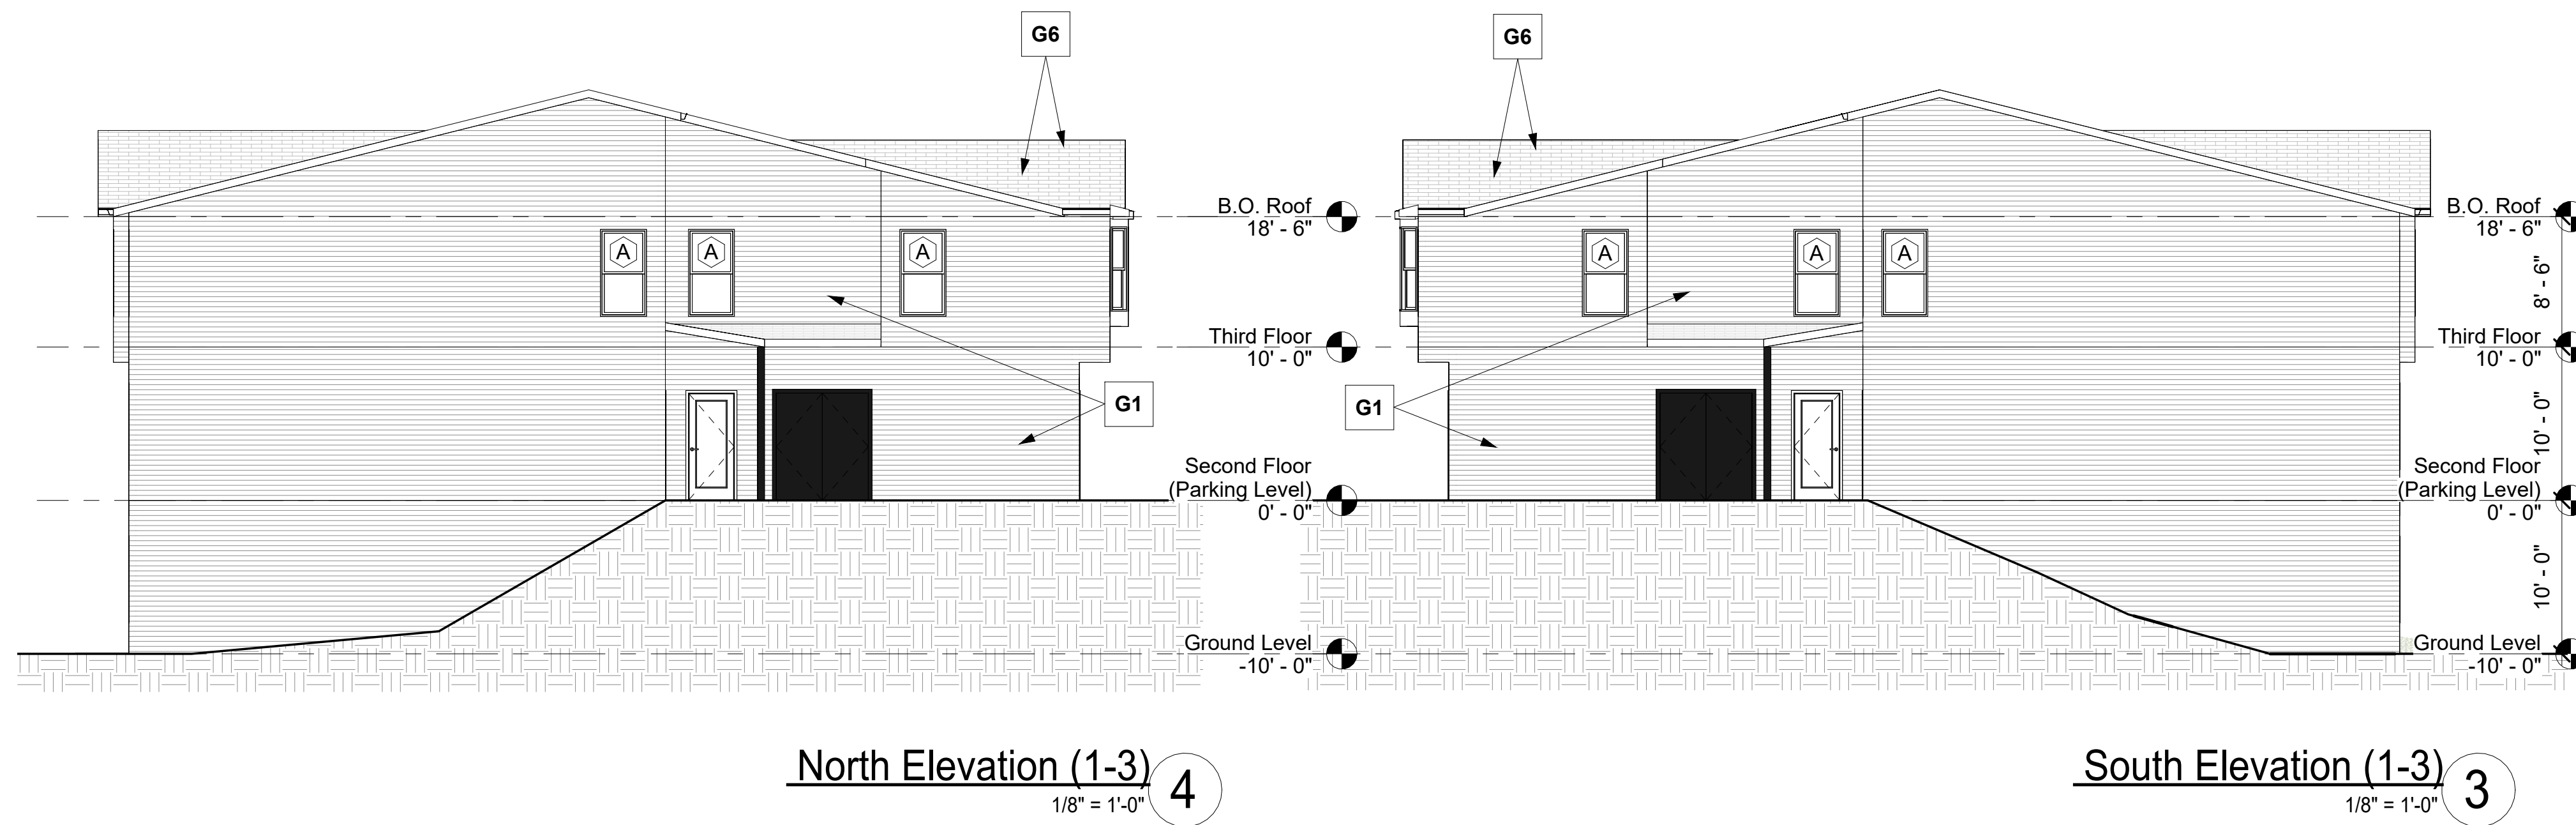 G6
G6
A
A
A
A
A
A
G1
G1
B.O. Roof
18' - 6"
Third Floor
10' - 0"
Second Floor
(Parking Level)
0' - 0"
Ground Level
-10' - 0"
B.O. Roof
18' - 6"
Third Floor
10' - 0"
Second Floor
(Parking Level)
0' - 0"
Ground Level
-10' - 0"
8' - 6"
10' - 0"
10' - 0"
North Elevation (1-3)
1/8" = 1'-0"
4
South Elevation (1-3)
1/8" = 1'-0"
3